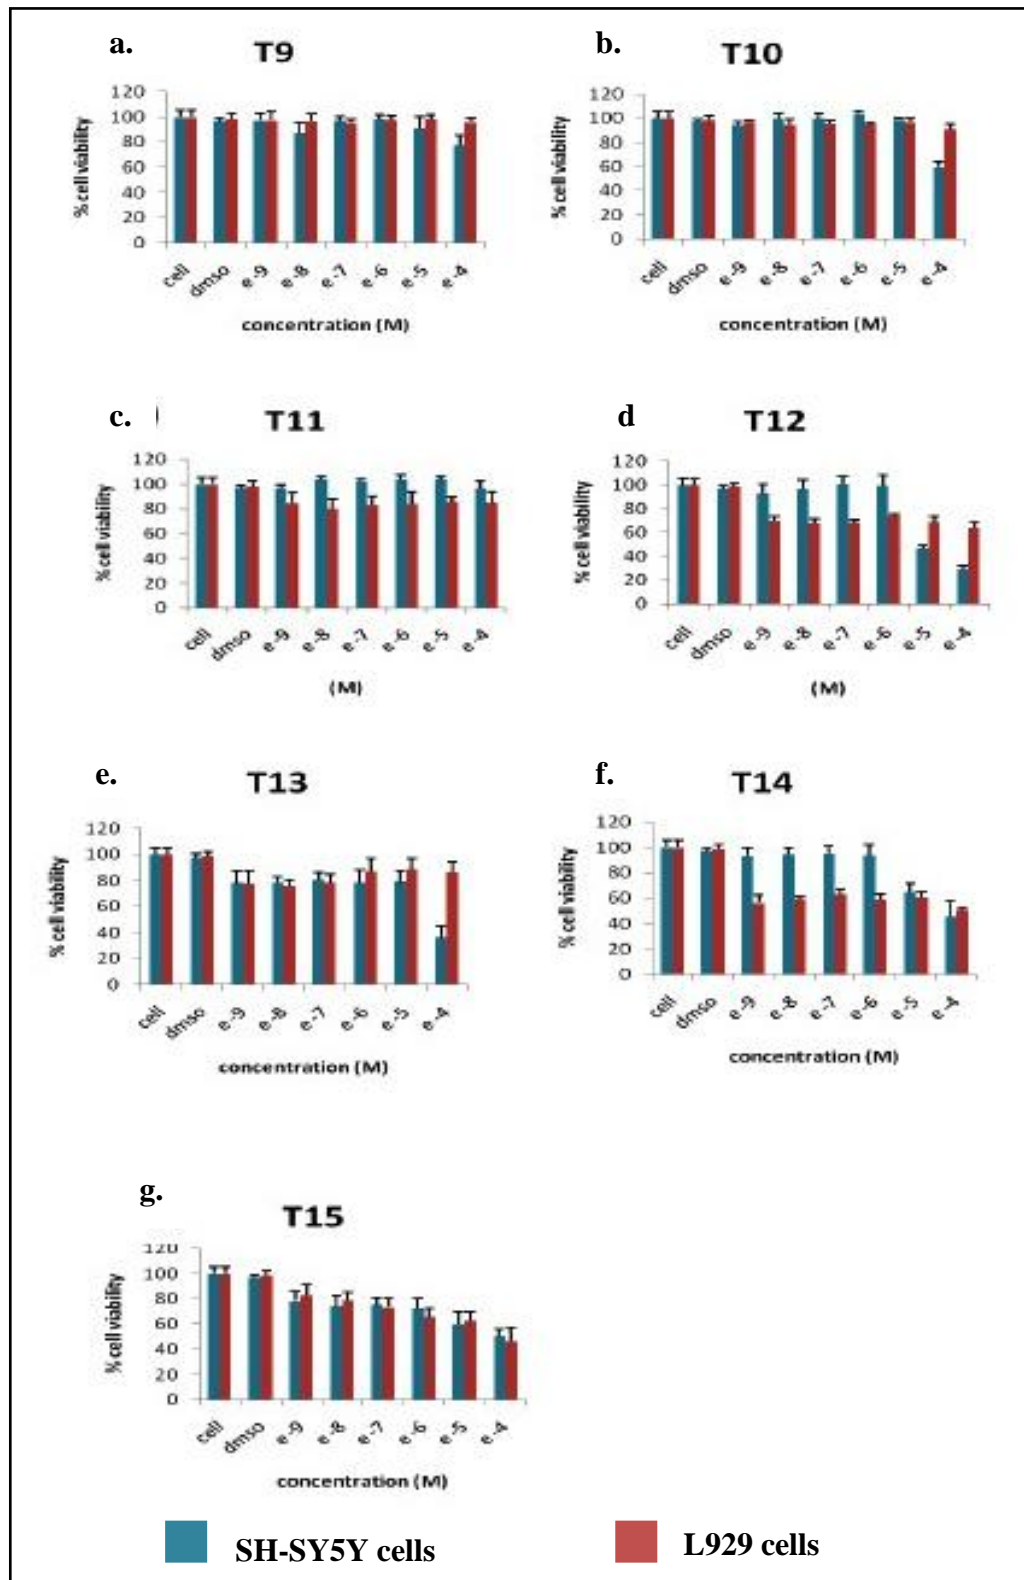 a.
T9
120
100
80
60
40
20
0
% cell viability
cell dmso e-9 e-8 e-7 e-6 e-5 e-4
concentration (M)
b.
T10
120
100
80
60
40
20
0
% cell viability
cell dmso e-9 e-8 e-7 e-6 e-5 e-4
concentration (M)
c.
T11
120
100
80
60
40
20
0
% cell viability
cell dmso e-9 e-8 e-7 e-6 e-5 e-4
(M)
d
T12
120
100
80
60
40
20
0
% cell viability
cell dmso e-9 e-8 e-7 e-6 e-5 e-4
(M)
e.
T13
120
100
80
60
40
20
0
% cell viability
cell dmso e-9 e-8 e-7 e-6 e-5 e-4
concentration (M)
f.
T14
120
100
80
60
40
20
0
% cell viability
cell dmso e-9 e-8 e-7 e-6 e-5 e-4
concentration (M)
g.
T15
120
100
80
60
40
20
0
% cell viability
cell dmso e-9 e-8 e-7 e-6 e-5 e-4
concentration (M)
SH-SY5Y cells
L929 cells